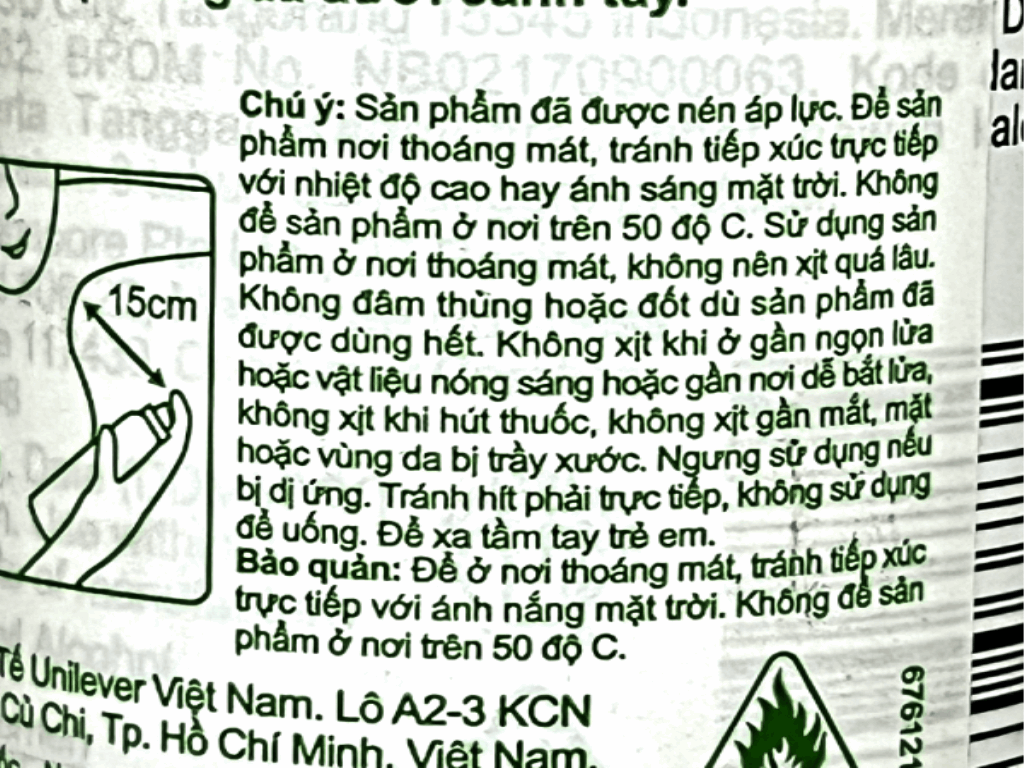 dưới cánh tay.
15345 Indonesia.
BPOM No. NB02170900063. Kode
Chú ý: Sản phẩm đã được nén áp lực. Để sản
phẩm nơi thoáng mát, tránh tiếp xúc trực tiếp
với nhiệt độ cao hay ánh sáng mặt trời. Không
để sản phẩm ở nơi trên 50 độ C. Sử dụng sản
phẩm ở nơi thoáng mát, không nên xịt quá lâu.
Không đâm thủng hoặc đốt dù sản phẩm đã
được dùng hết. Không xịt khi ở gần ngọn lửa
hoặc vật liệu nóng sáng hoặc gần nơi dễ bắt lửa,
không xịt khi hút thuốc, không xịt gần mắt, mặt
hoặc vùng da bị trầy xước. Ngưng sử dụng nếu
bị dị ứng. Tránh hít phải trực tiếp, không sử dụng
để uống. Để xa tầm tay trẻ em.
Bảo quản: Để ở nơi thoáng mát, tránh tiếp xúc
trực tiếp với ánh nắng mặt trời. Không để sản
phẩm ở nơi trên 50 độ C.
15cm
Tế Unilever Việt Nam. Lô A2-3 KCN
Củ Chi, Tp. Hồ Chí Minh, Việt Nam.
676121